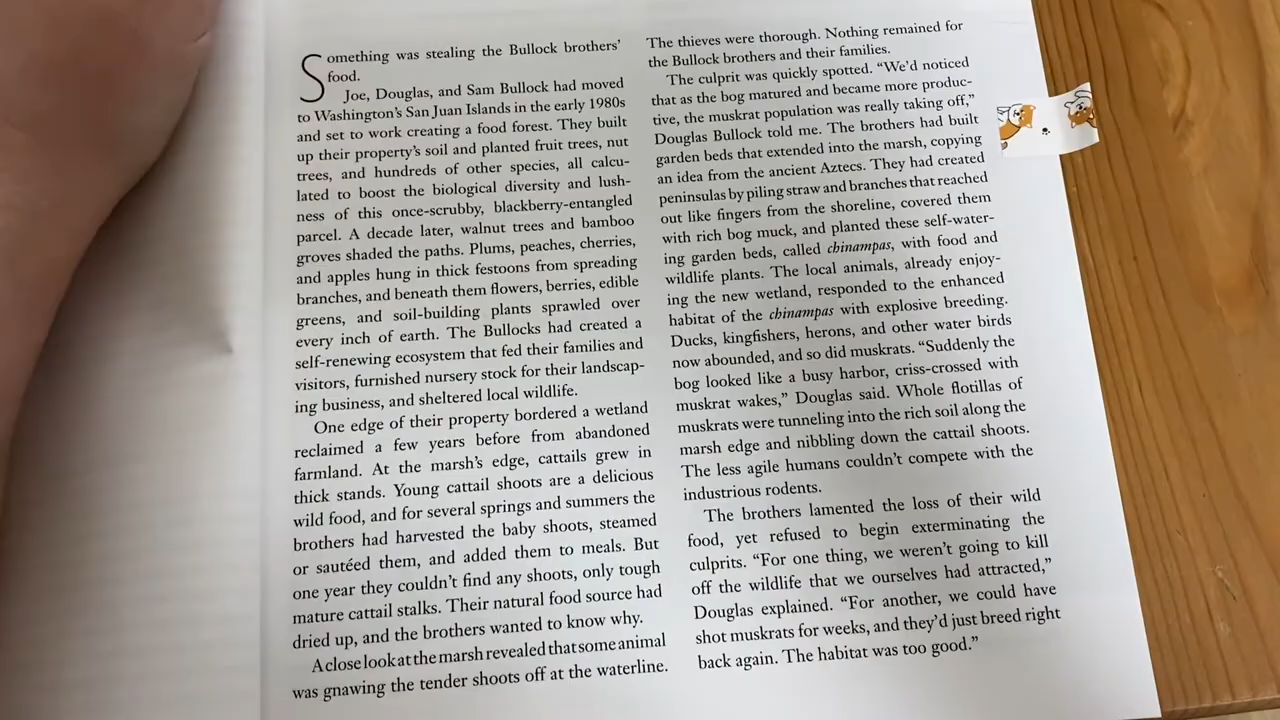 Something was stealing the Bullock brothers’
food.
Joe, Douglas, and Sam Bullock had moved
to Washington’s San Juan Islands in the early 1980s
and set to work creating a food forest. They built
up their property’s soil and planted fruit trees, nut
trees, and hundreds of other species, all calcu-
lated to boost the biological diversity and lush-
ness of this once-scrubby, blackberry-entangled
parcel. A decade later, walnut trees and bamboo
groves shaded the paths. Plums, peaches, cherries,
and apples hung in thick festoons from spreading
branches, and beneath them flowers, berries, edible
greens, and soil-building plants sprawled over
every inch of earth. The Bullocks had created a
self-renewing ecosystem that fed their families and
visitors, furnished nursery stock for their landscap-
ing business, and sheltered local wildlife.
One edge of their property bordered a wetland
reclaimed a few years before from abandoned
farmland. At the marsh’s edge, cattails grew in
thick stands. Young cattail shoots are a delicious
wild food, and for several springs and summers the
brothers had harvested the baby shoots, steamed
or sautéed them, and added them to meals. But
one year they couldn’t find any shoots, only tough
mature cattail stalks. Their natural food source had
dried up, and the brothers wanted to know why.
A close look at the marsh revealed that some animal
was gnawing the tender shoots off at the waterline.
The thieves were thorough. Nothing remained for
the Bullock brothers and their families.
The culprit was quickly spotted. “We’d noticed
that as the bog matured and became more produc-
tive, the muskrat population was really taking off,”
Douglas Bullock told me. The brothers had built
garden beds that extended into the marsh, copying
an idea from the ancient Aztecs. They had created
peninsulas by piling straw and branches that reached
out like fingers from the shoreline, covered them
with rich bog muck, and planted these self-water-
ing garden beds, called chinampas, with food and
wildlife plants. The local animals, already enjoy-
ing the new wetland, responded to the enhanced
habitat of the chinampas with explosive breeding.
Ducks, kingfishers, herons, and other water birds
now abounded, and so did muskrats. “Suddenly the
bog looked like a busy harbor, criss-crossed with
muskrat wakes,” Douglas said. Whole flotillas of
muskrats were tunneling into the rich soil along the
marsh edge and nibbling down the cattail shoots.
The less agile humans couldn’t compete with the
industrious rodents.
The brothers lamented the loss of their wild
food, yet refused to begin exterminating the
culprits. “For one thing, we weren’t going to kill
off the wildlife that we ourselves had attracted,”
Douglas explained. “For another, we could have
shot muskrats for weeks, and they’d just breed right
back again. The habitat was too good.”